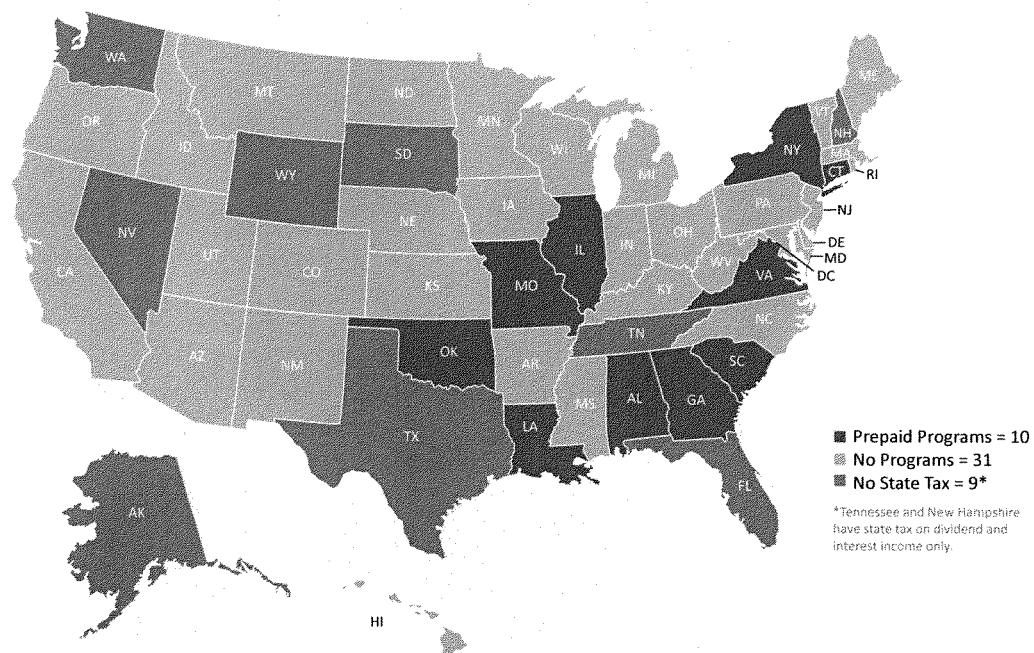 WA
MT
ND
MN
OR
ID
WY
SD
WI
MI
NY
VT
NH
ME
MA
CT
RI
NV
UT
CA
CO
NE
IA
KS
MO
IL
IN
OH
PA
NJ
DE
MD
DC
WV
VA
KY
NC
TN
AZ
NM
OK
AR
SC
TX
LA
MS
AL
GA
FL
AK
HI
Prepaid Programs = 10
No Programs = 31
No State Tax = 9*
*Tennessee and New Hampshire
have state tax on dividend and
interest income only.